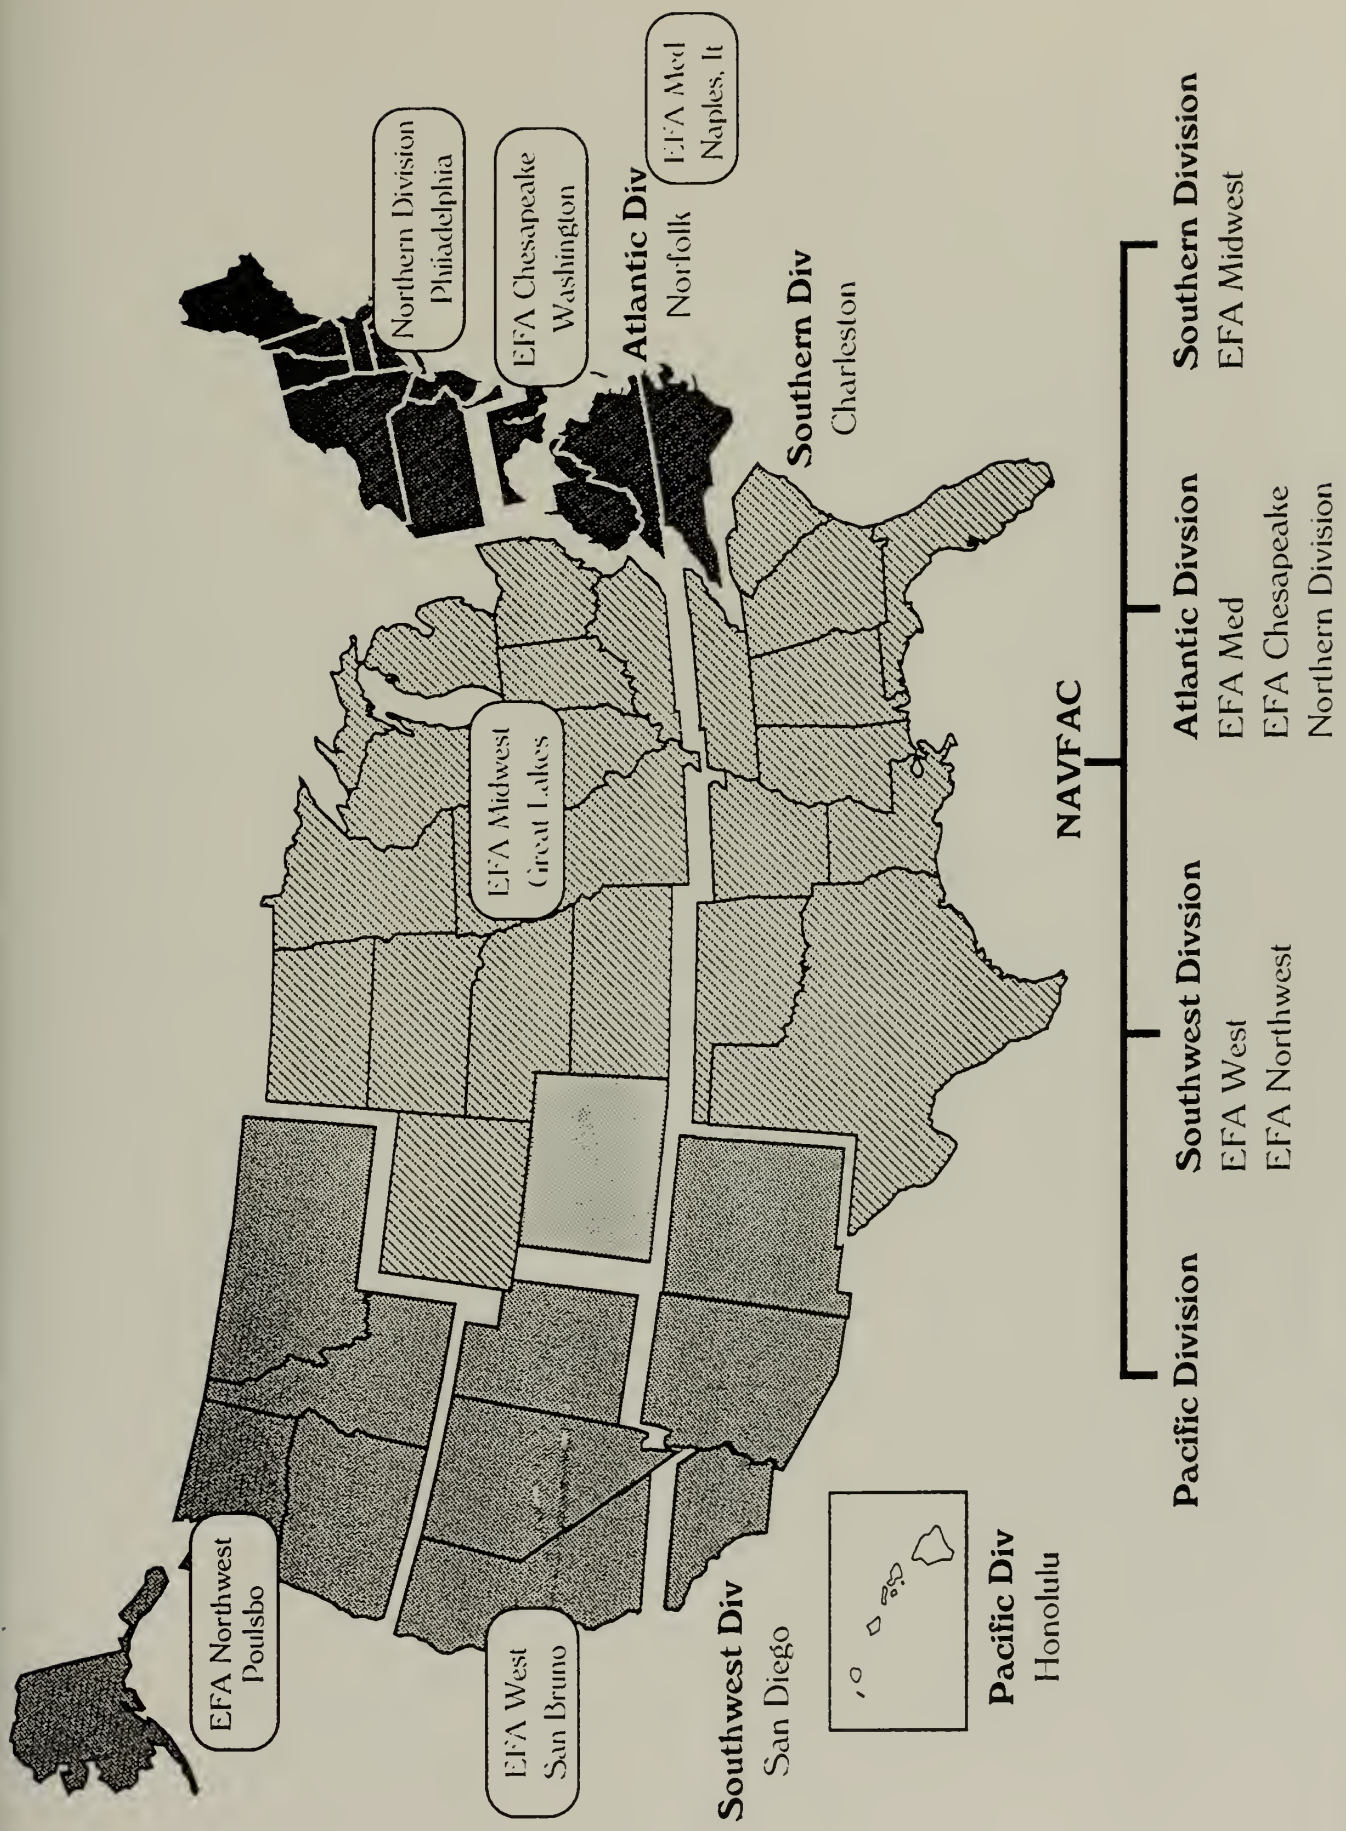 EFA Northwest
Poulsbo
EFA West
San Bruno
Southwest Div
San Diego
Pacific Div
Honolulu
EFA Midwest
Great Lakes
Northern Division
Philadelphia
EFA Chesapeake
Washington
Atlantic Div
Norfolk
EFA Med
Naples, It
Southern Div
Charleston
NAVFAC
Pacific Division
Southwest Divsion
EFA West
EFA Northwest
Atlantic Division
EFA Med
EFA Chesapeake
Northern Division
Southern Division
EFA Midwest